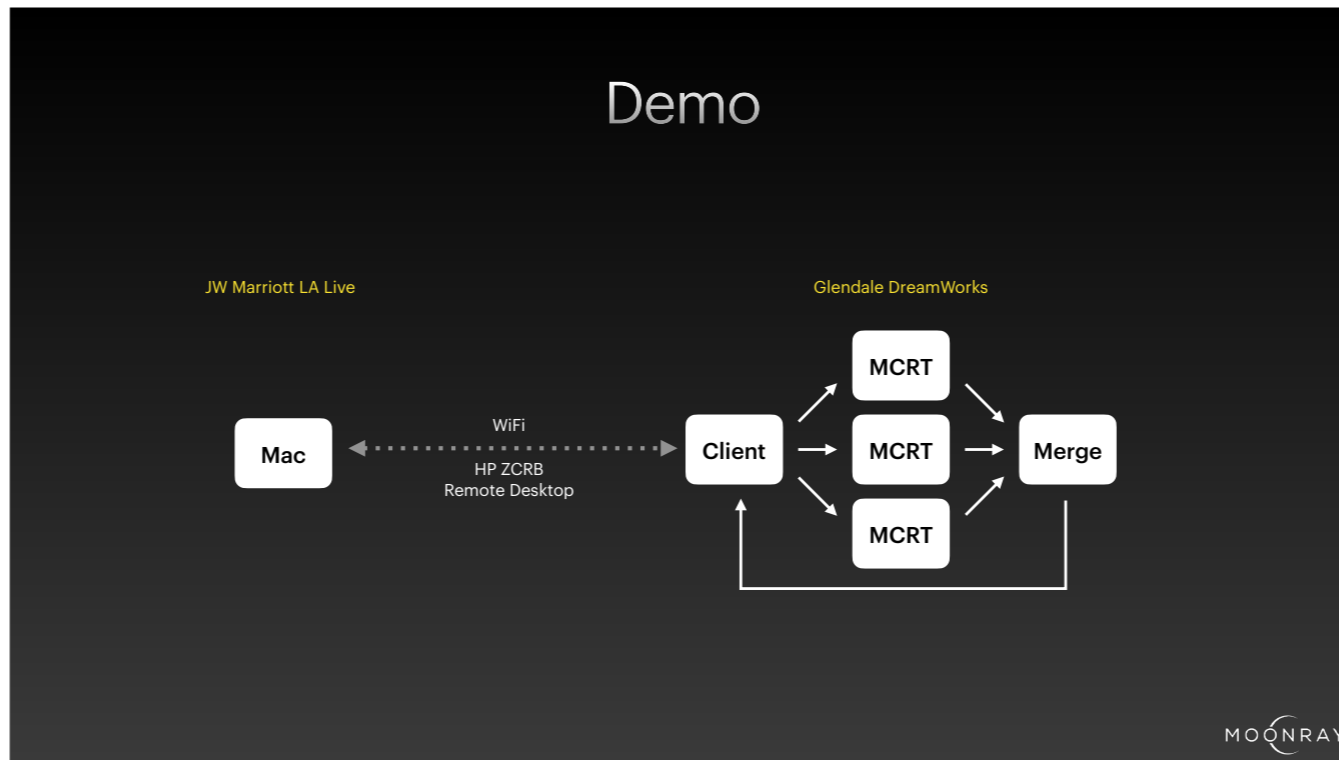 Demo
JW Marriott LA Live
Glendale DreamWorks
MCRT
Mac
WiFi
HP ZCRB
Remote Desktop
Client
MCRT
Merge
MCRT
MOONRAY